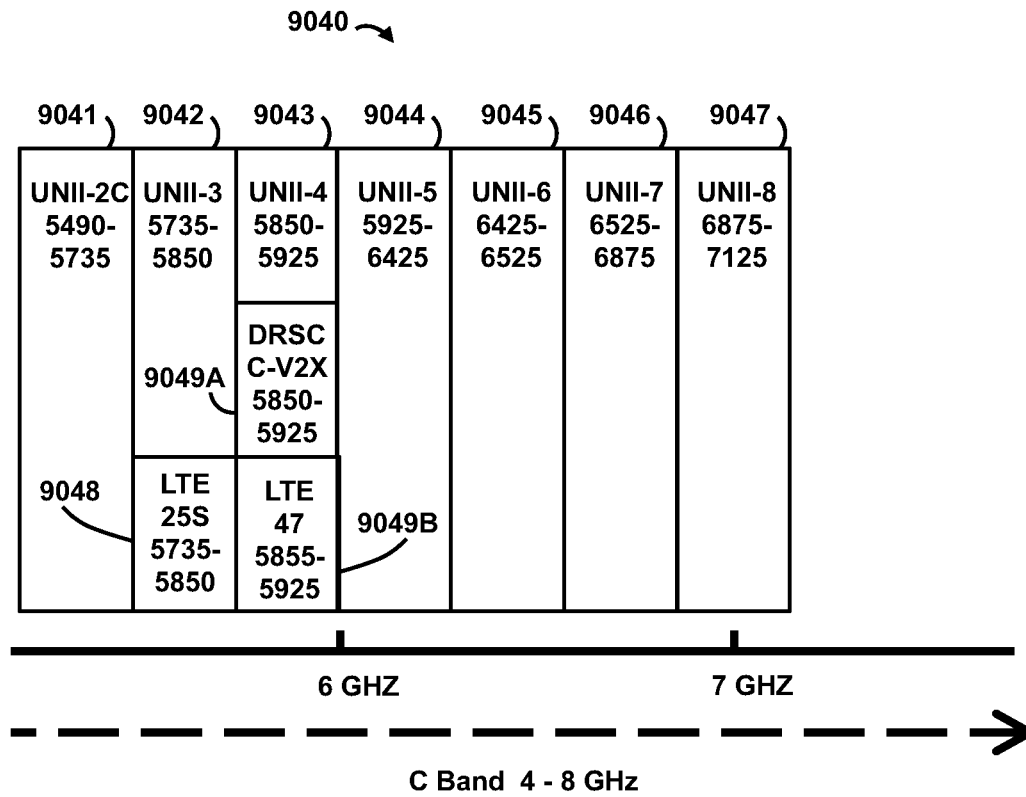 9040
9041 9042 9043 9044 9045 9046 9047
UNII-2C
5490-
5735
UNII-3
5735-
5850
UNII-4
5850-
5925
UNII-5
5925-
6425
UNII-6
6425-
6525
UNII-7
6525-
6875
UNII-8
6875-
7125
DRSC
C-V2X
5850-
5925
9049A
9048
LTE
25S
5735-
5850
LTE
47
5855-
5925
9049B
6 GHZ
7 GHZ
C Band 4 - 8 GHz